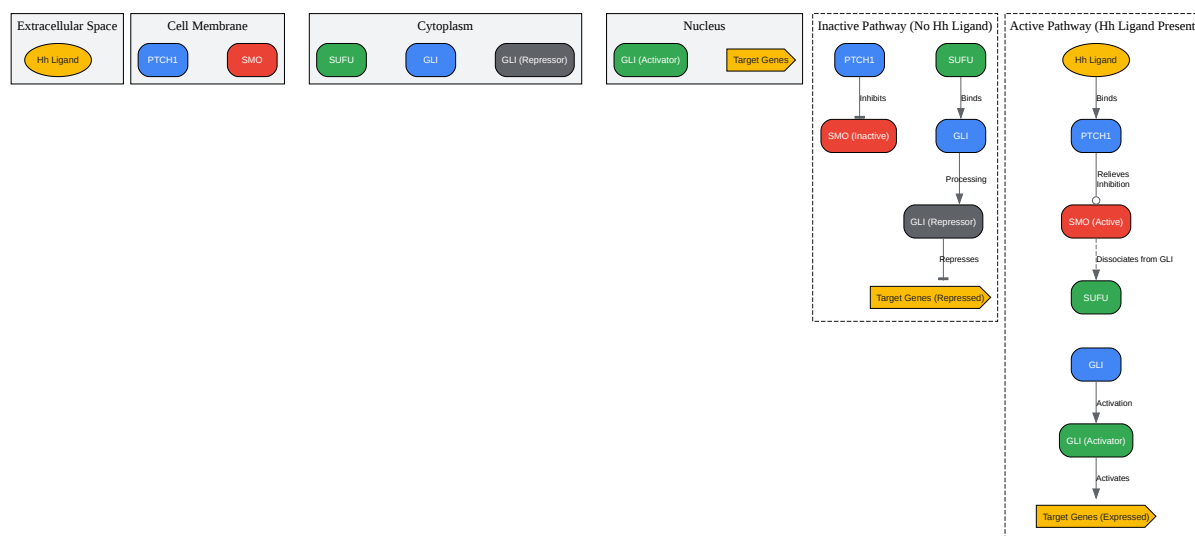 Extracellular Space
Hh Ligand
Cell Membrane
PTCH1
SMO
Cytoplasm
SUFU
GLI
GLI (Repressor)
Nucleus
GLI (Activator)
Target Genes
Inactive Pathway (No Hh Ligand)
PTCH1
SUFU
Inhibits
Binds
SMO (Inactive)
GLI
Processing
GLI (Repressor)
Represses
Target Genes (Repressed)
Active Pathway (Hh Ligand Present
Hh Ligand
Binds
PTCH1
Relieves
Inhibition
SMO (Active)
Dissociates from GLI
SUFU
GLI
Activation
GLI (Activator)
Activates
Target Genes (Expressed)